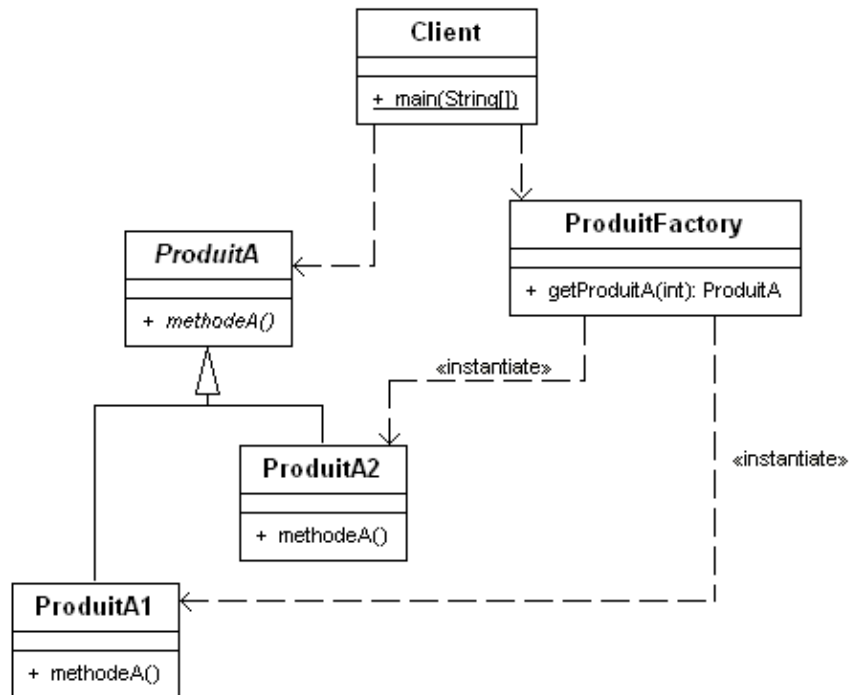 Client
+ main(String[])
ProduitFactory
+ getProduitA(int): ProduitA
ProduitA
+ methodeA()
«instantiate»
ProduitA2
+ methodeA()
«instantiate»
ProduitA1
+ methodeA()